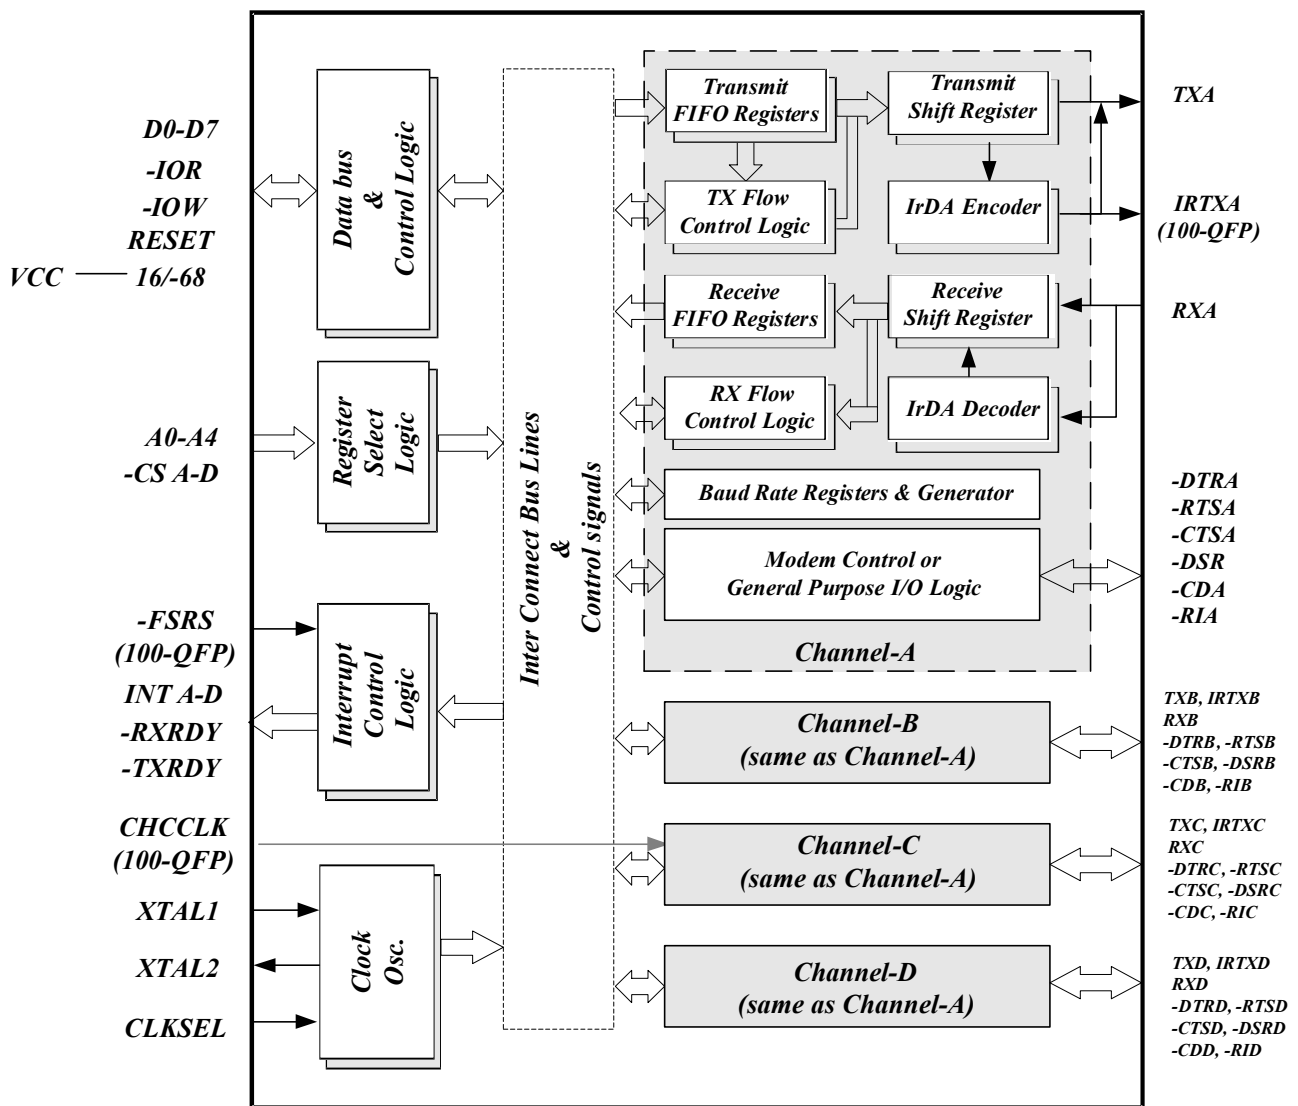 D0-D7
-IOR
-IOW
RESET
VCC
16/-68
A0-A4
-CS A-D
-FSRS
(100-QFP)
INT A-D
-RXRDY
-TXRDY
CHCCLK
(100-QFP)
XTAL1
XTAL2
CLKSEL
Data bus
&
Control Logic
Register
Select
Logic
Interrupt
Control
Logic
Clock
Osc.
Inter Connect Bus Lines
&
Control signals
Transmit
FIFO Registers
Transmit
Shift Register
TX Flow
Control Logic
IrDA Encoder
Receive
FIFO Registers
Receive
Shift Register
RX Flow
Control Logic
IrDA Decoder
Baud Rate Registers & Generator
Modem Control or
General Purpose I/O Logic
Channel-A
Channel-B
(same as Channel-A)
Channel-C
(same as Channel-A)
Channel-D
(same as Channel-A)
TXA
IRTXA
(100-QFP)
RXA
-DTRA
-RTSA
-CTSA
-DSR
-CDA
-RIA
TXB, IRTXB
RXB
-DTRB, -RTSB
-CTSB, -DSRB
-CDB, -RIB
TXC, IRTXC
RXC
-DTRC, -RTSC
-CTSC, -DSRC
-CDC, -RIC
TXD, IRTXD
RXD
-DTRD, -RTSD
-CTSD, -DSRD
-CDD, -RID